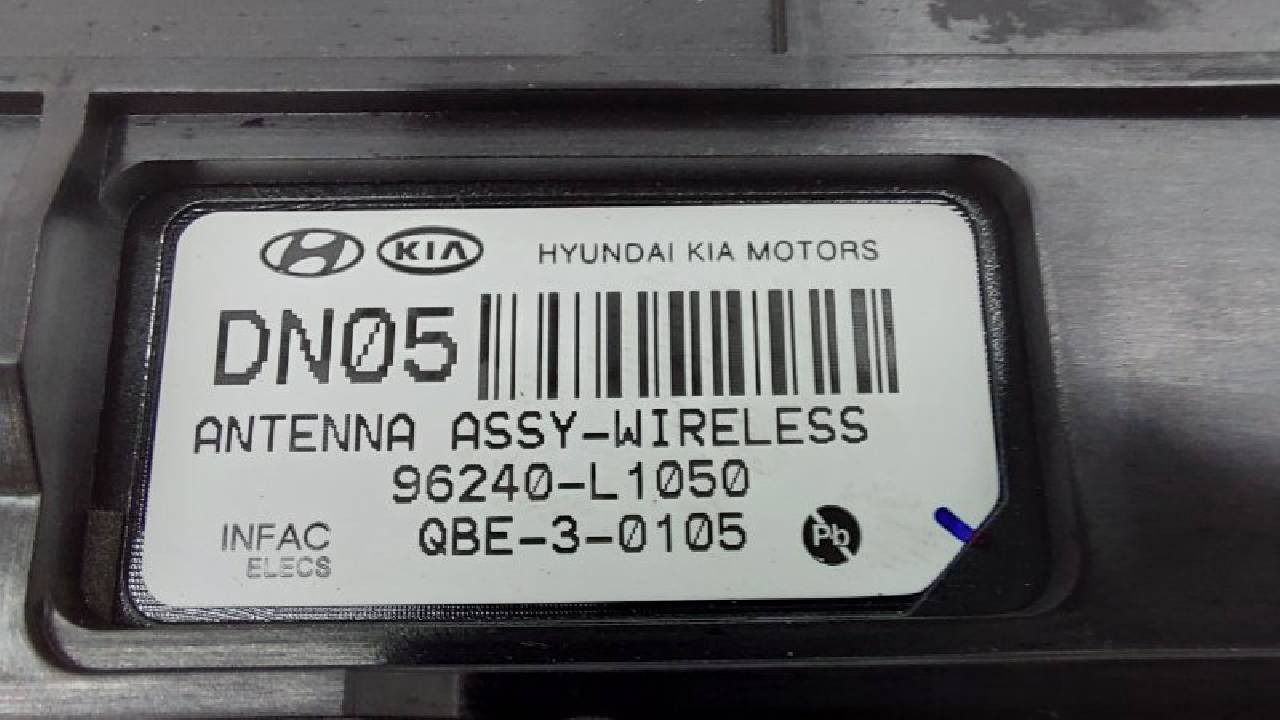 KIA HYUNDAI KIA MOTORS
DN05
ANTENNA ASSY-WIRELESS
96240-L1050
INFAC ELECS QBE-3-0105 Pb